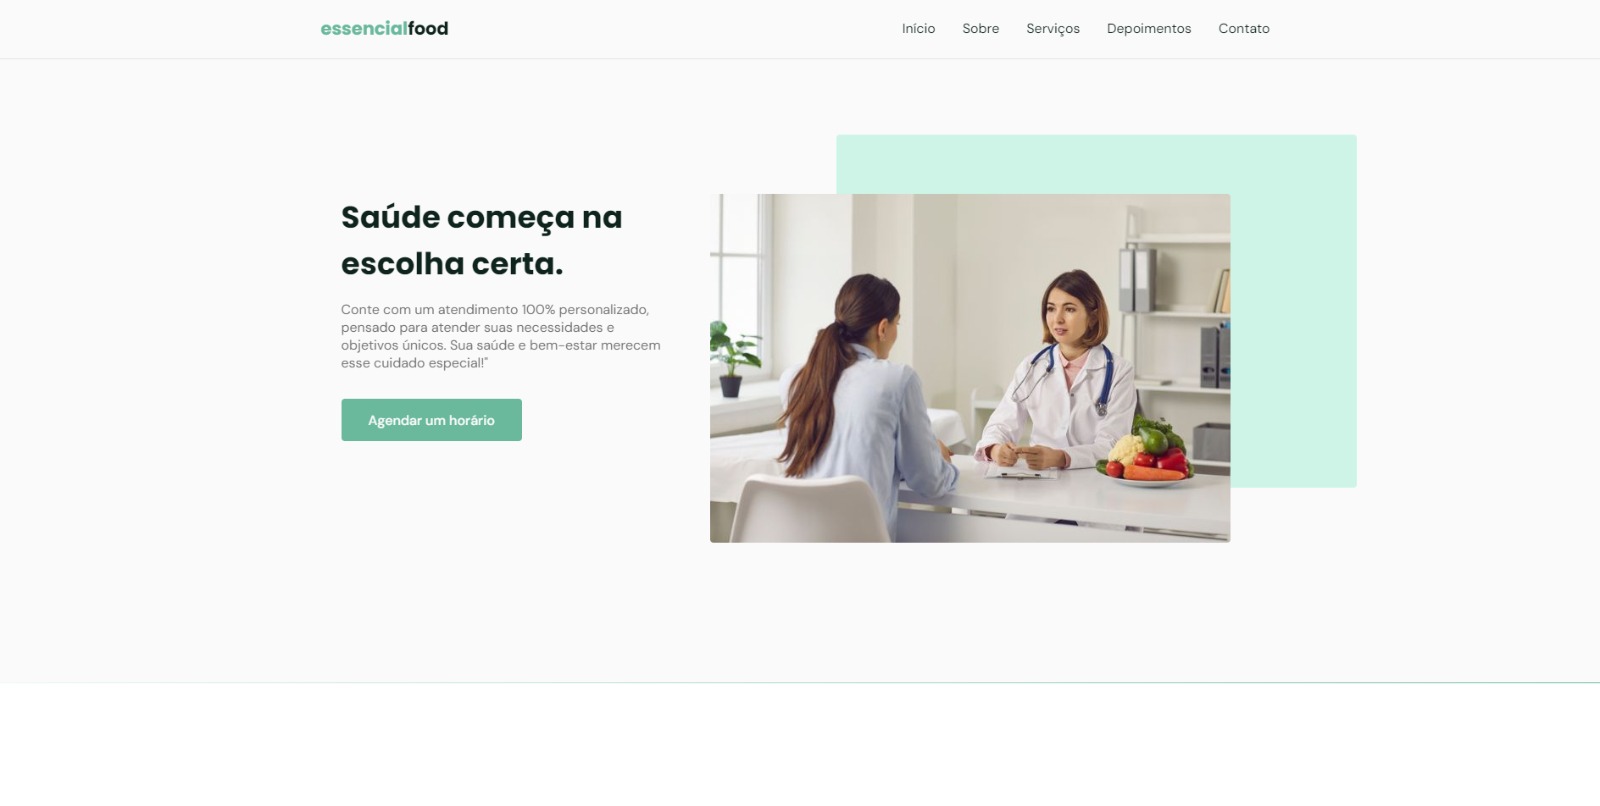 essencialfood
Início Sobre Serviços Depoimentos Contato
Saúde começa na
escolha certa.
Conte com um atendimento 100% personalizado,
pensado para atender suas necessidades e
objetivos únicos. Sua saúde e bem-estar merecem
esse cuidado especial!"
Agendar um horário